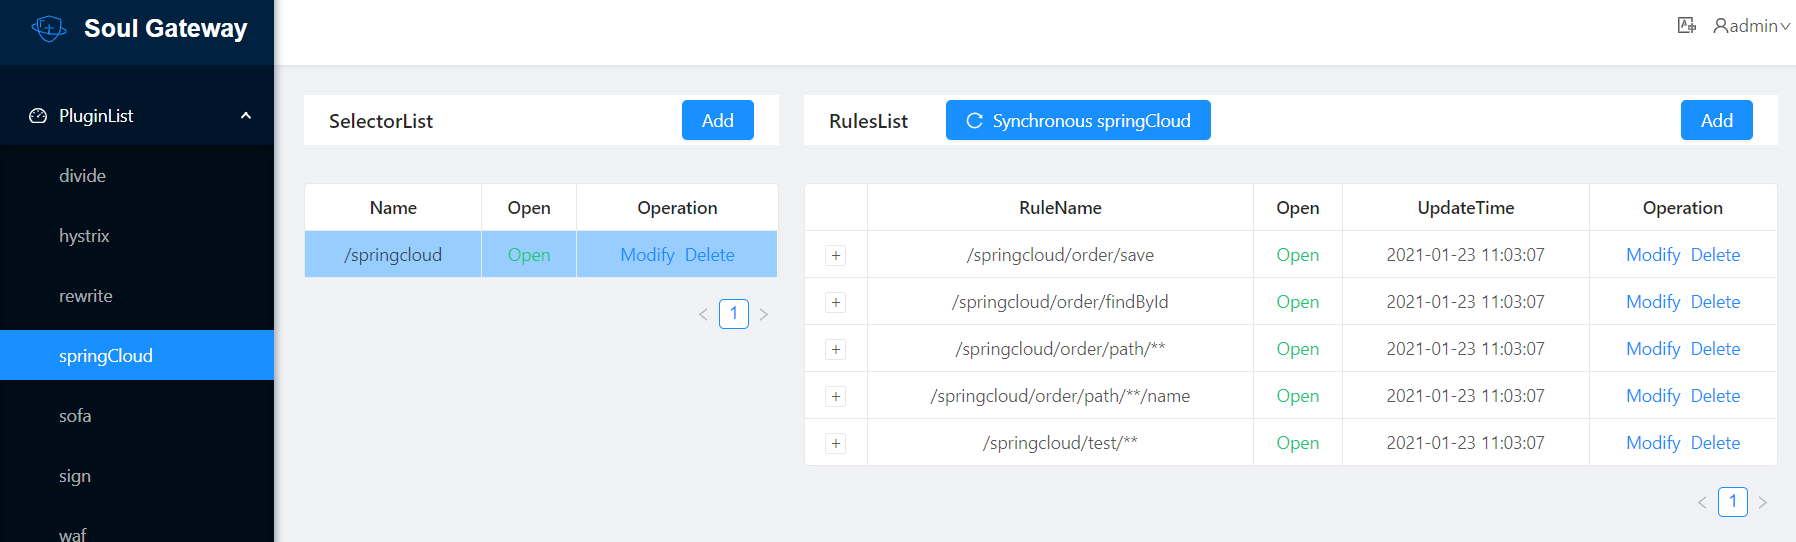 Soul Gateway
admin
PluginList
divide
hystrix
rewrite
springCloud
sofa
sign
waf
SelectorList
Add
Name Open Operation
/springcloud Open Modify Delete
1
RulesList
Synchronous springCloud
Add
RuleName Open UpdateTime Operation
+ /springcloud/order/save Open 2021-01-23 11:03:07 Modify Delete
+ /springcloud/order/findById Open 2021-01-23 11:03:07 Modify Delete
+ /springcloud/order/path/** Open 2021-01-23 11:03:07 Modify Delete
+ /springcloud/order/path/**/name Open 2021-01-23 11:03:07 Modify Delete
+ /springcloud/test/** Open 2021-01-23 11:03:07 Modify Delete
1